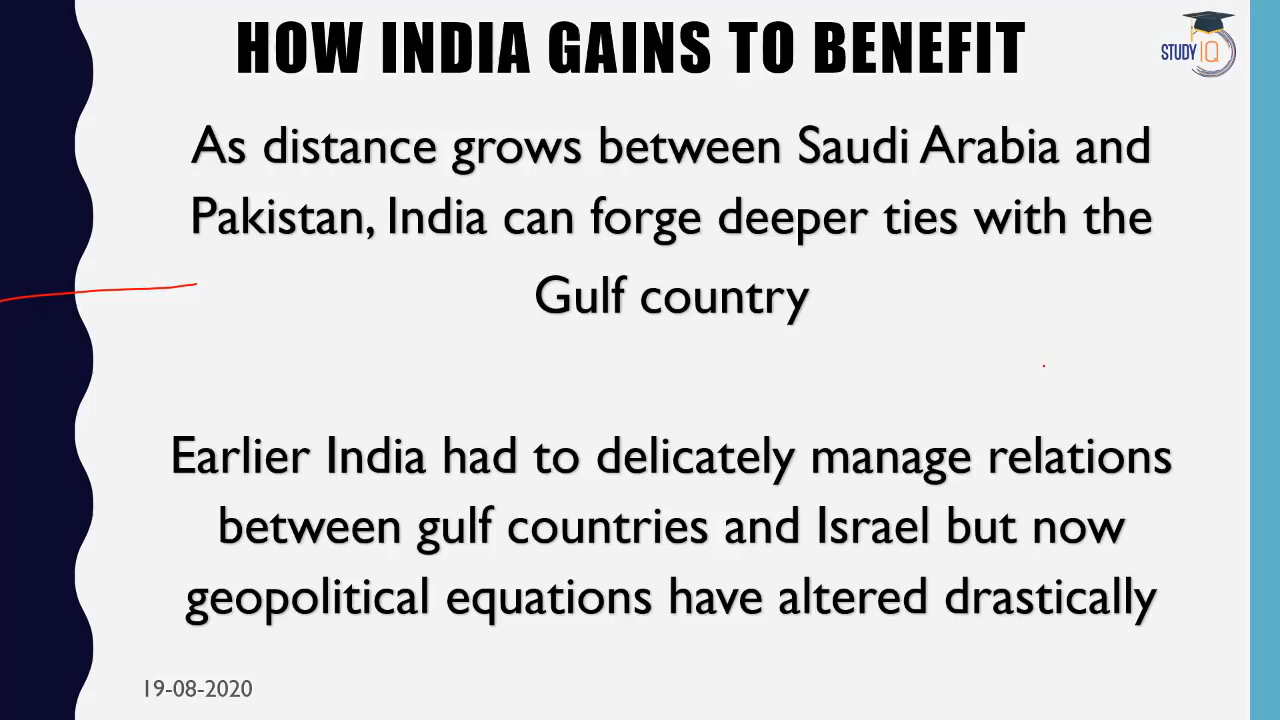 HOW INDIA GAINS TO BENEFIT
STUDY IQ
As distance grows between Saudi Arabia and
Pakistan, India can forge deeper ties with the
Gulf country
Earlier India had to delicately manage relations
between gulf countries and Israel but now
geopolitical equations have altered drastically
19-08-2020